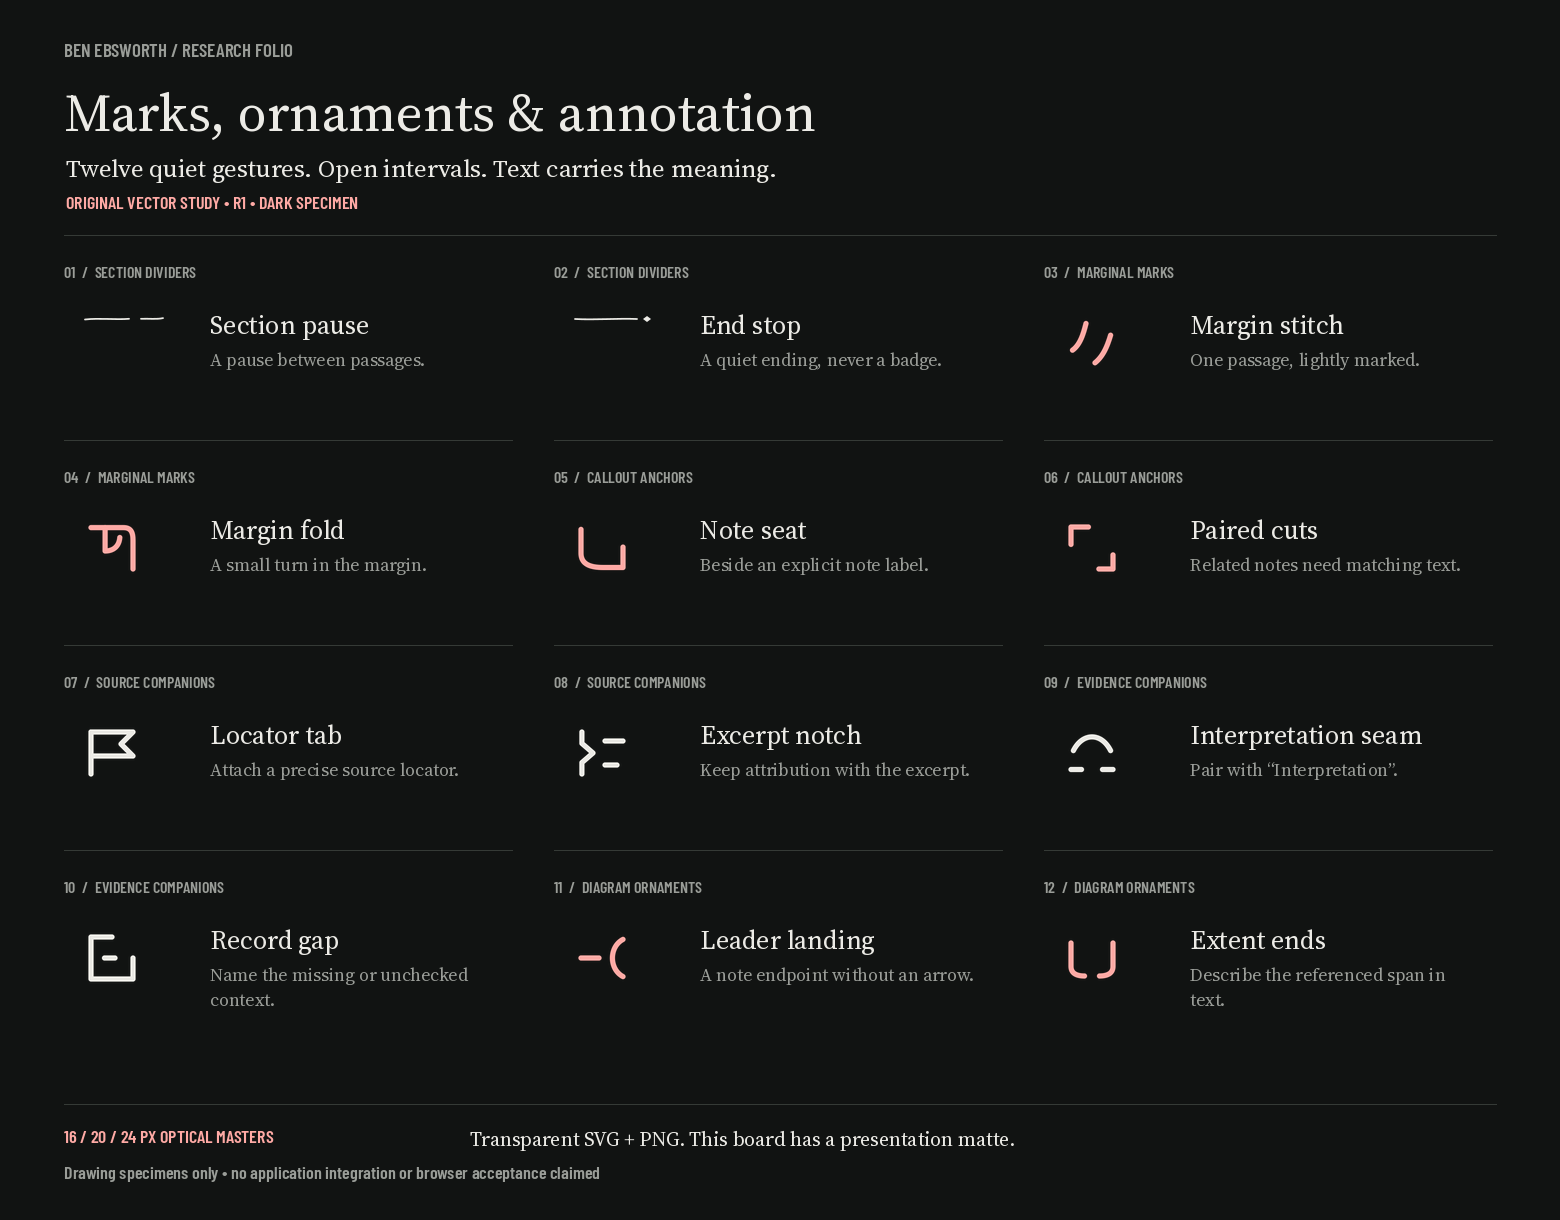 BEN EBSWORTH / RESEARCH FOLIO
Marks, ornaments & annotation
Twelve quiet gestures. Open intervals. Text carries the meaning.
ORIGINAL VECTOR STUDY • R1 • DARK SPECIMEN
01 / SECTION DIVIDERS
Section pause
A pause between passages.
02 / SECTION DIVIDERS
End stop
A quiet ending, never a badge.
03 / MARGINAL MARKS
Margin stitch
One passage, lightly marked.
04 / MARGINAL MARKS
Margin fold
A small turn in the margin.
05 / CALLOUT ANCHORS
Note seat
Beside an explicit note label.
06 / CALLOUT ANCHORS
Paired cuts
Related notes need matching text.
07 / SOURCE COMPANIONS
Locator tab
Attach a precise source locator.
08 / SOURCE COMPANIONS
Excerpt notch
Keep attribution with the excerpt.
09 / EVIDENCE COMPANIONS
Interpretation seam
Pair with “Interpretation”.
10 / EVIDENCE COMPANIONS
Record gap
Name the missing or unchecked
context.
11 / DIAGRAM ORNAMENTS
Leader landing
A note endpoint without an arrow.
12 / DIAGRAM ORNAMENTS
Extent ends
Describe the referenced span in
text.
16 / 20 / 24 PX OPTICAL MASTERS
Transparent SVG + PNG. This board has a presentation matte.
Drawing specimens only • no application integration or browser acceptance claimed